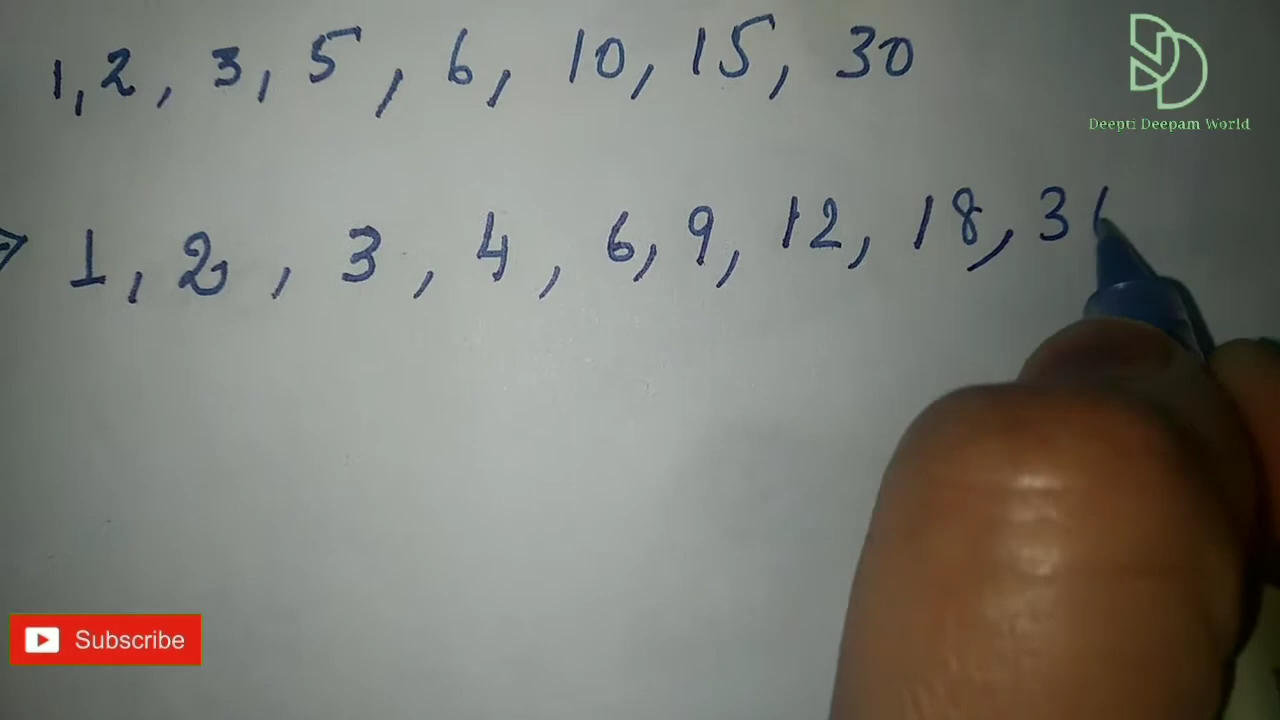 1, 2, 3, 5, 6, 10, 15, 30
Deepti Deepam World
⇒ 1, 2, 3, 4, 6, 9, 12, 18, 3
Subscribe